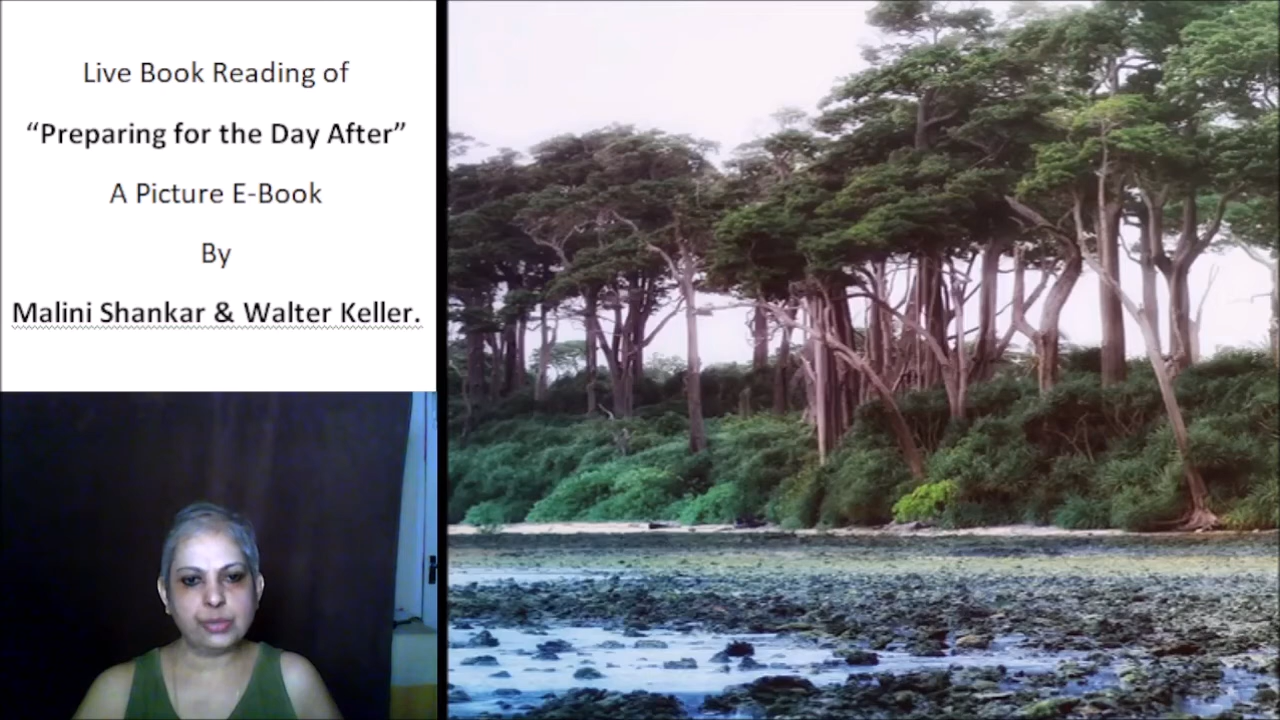 Live Book Reading of
“Preparing for the Day After”
A Picture E-Book
By
Malini Shankar & Walter Keller.